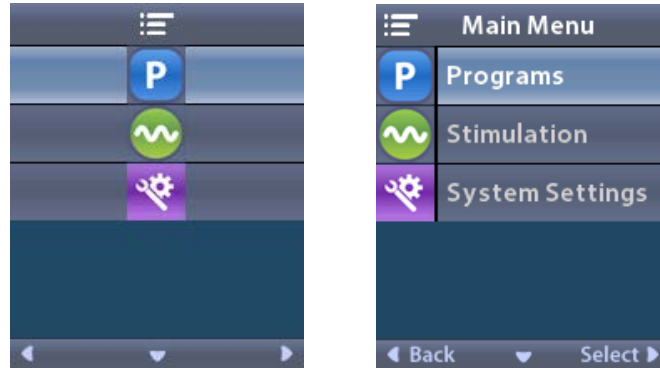 P
Main Menu
P Programs
Stimulation
System Settings
Back Select